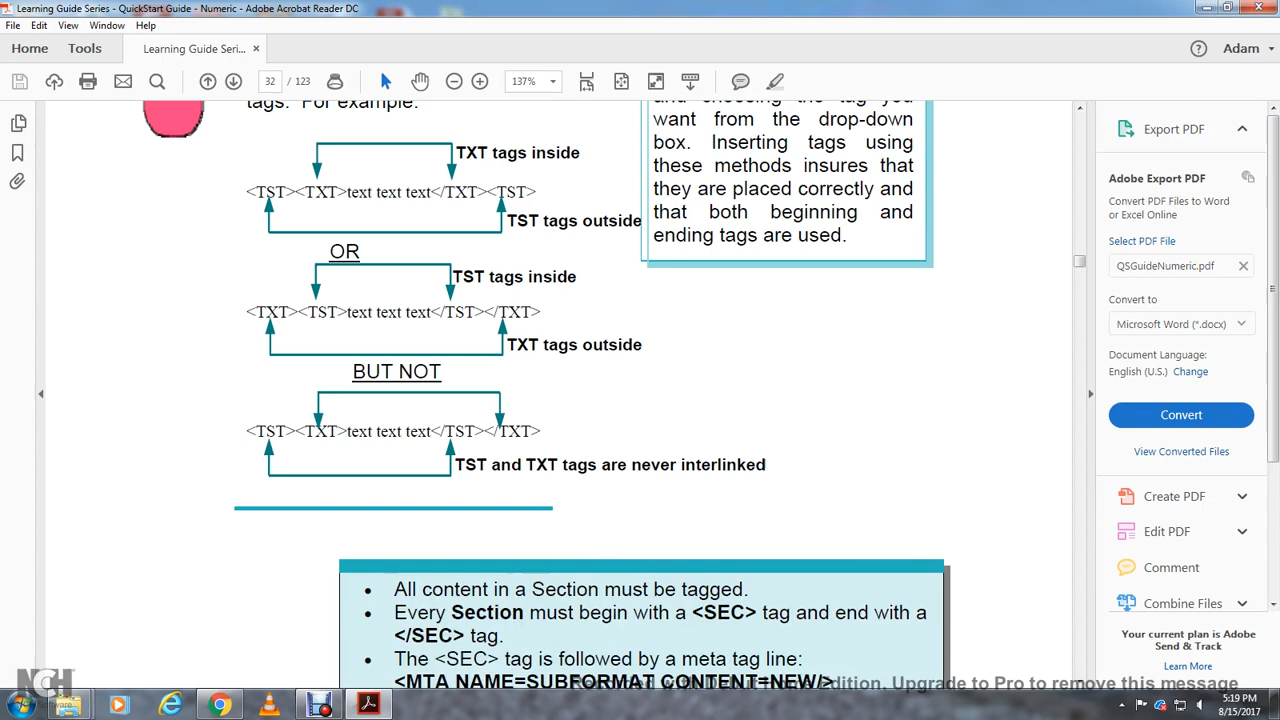 Learning Guide Series - QuickStart Guide - Numeric - Adobe Acrobat Reader DC
File Edit View Window Help
Home Tools Learning Guide Seri... × Adam
32 / 123 137%
tags. For example:
and choosing the tag you
want from the drop-down
box. Inserting tags using
these methods insures that
they are placed correctly and
that both beginning and
ending tags are used.
TXT tags inside
<TST><TXT>text text text</TXT><TST>
TST tags outside
OR
TST tags inside
<TXT><TST>text text text</TST></TXT>
TXT tags outside
BUT NOT
<TST><TXT>text text text</TST></TXT>
TST and TXT tags are never interlinked
• All content in a Section must be tagged.
• Every Section must begin with a <SEC> tag and end with a
</SEC> tag.
• The <SEC> tag is followed by a meta tag line:
<MTA NAME=SUBFORMAT CONTENT=NEW/>
Export PDF
Adobe Export PDF
Convert PDF Files to Word
or Excel Online
Select PDF File
QSGuideNumeric.pdf
Convert to
Microsoft Word (*.docx)
Document Language:
English (U.S.) Change
Convert
View Converted Files
Create PDF
Edit PDF
Comment
Combine Files
Your current plan is Adobe
Send & Track
Learn More
NCH
Edition. Upgrade to Pro to remove this message
5:19 PM
8/15/2017